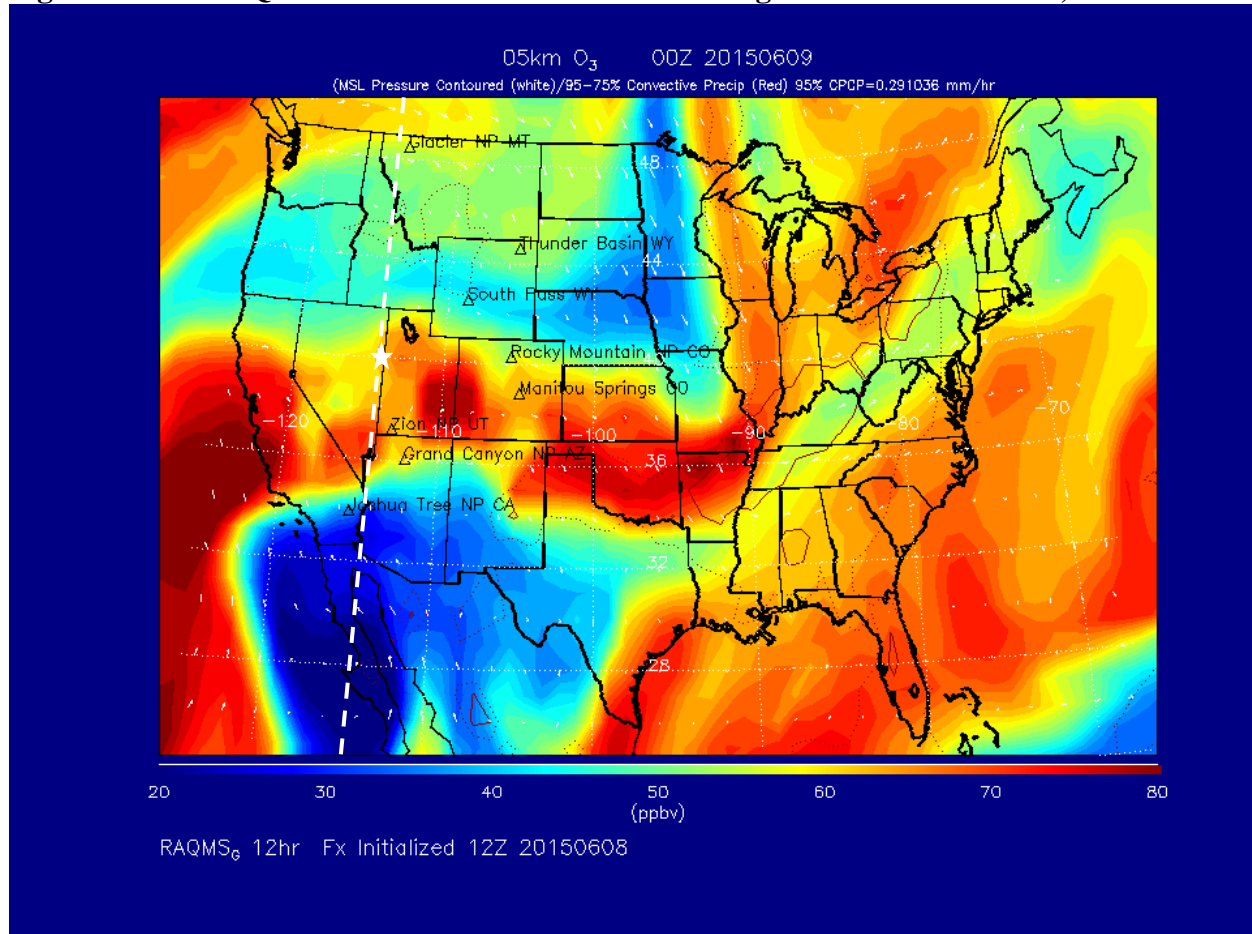 05km O₃ 00Z 20150609
(MSL Pressure Contoured (white)/95-75% Convective Precip (Red) 95% CPCP=0.291036 mm/hr
Glacier NP MT
48
Thunder Basin WY
44
South Pass WY
Rocky Mountain NP CO
Manitou Springs CO
-120
Zion NP UT
-110
-100
-90
-80
-70
Grand Canyon NP AZ
36
Joshua Tree NP CA
32
28
20 30 40 50 60 70 80
(ppbv)
RAQMS_G 12hr Fx Initialized 12Z 20150608